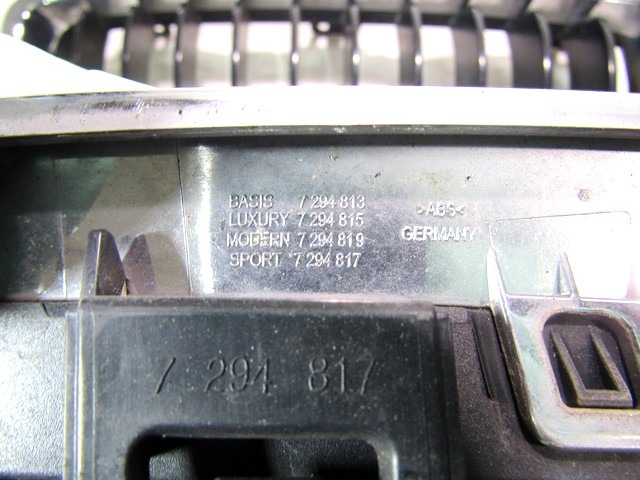 BASIS 7 294 813
LUXURY 7 294 815
MODERN 7 294 819
SPORT 7 294 817
>ABS<
GERMANY
7 294 817